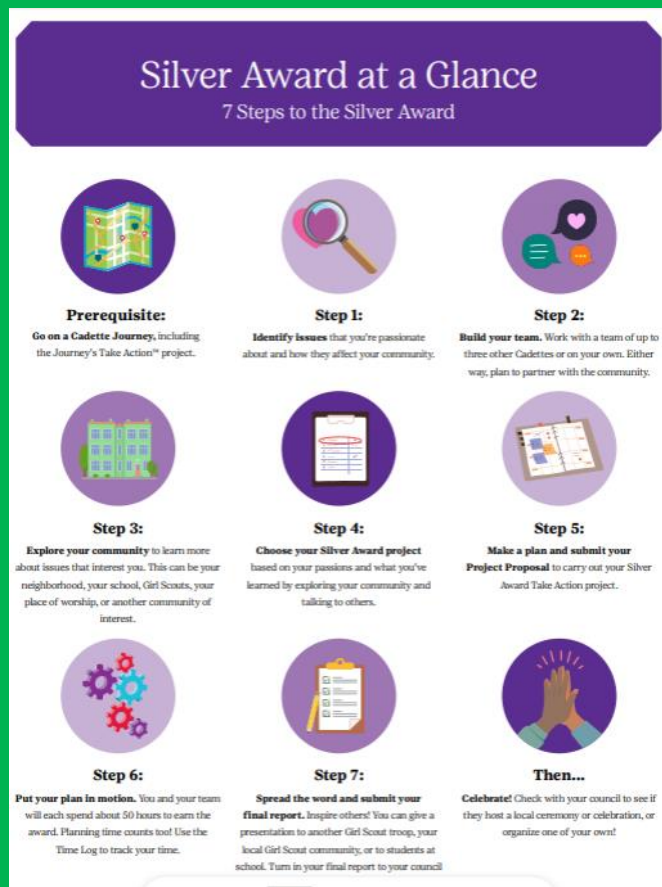 Silver Award at a Glance
7 Steps to the Silver Award
Prerequisite:
Go on a Cadette Journey, including
the Journey's Take Action™ project.
Step 1:
Identify issues that you're passionate
about and how they affect your community.
Step 2:
Build your team. Work with a team of up to
three other Cadettes or on your own. Either
way, plan to partner with the community.
Step 3:
Explore your community to learn more
about issues that interest you. This can be your
neighborhood, your school, Girl Scouts, your
place of worship, or another community of
interest.
Step 4:
Choose your Silver Award project
based on your passions and what you've
learned by exploring your community and
talking to others.
Step 5:
Make a plan and submit your
Project Proposal to carry out your Silver
Award Take Action project.
Step 6:
Put your plan in motion. You and your team
will each spend about 50 hours to earn the
award. Planning time counts too! Use the
Time Log to track your time.
Step 7:
Spread the word and submit your
final report. Inspire others! You can give a
presentation to another Girl Scout troop, your
local Girl Scout community, or to students at
school. Turn in your final report to your council
Then...
Celebrate! Check with your council to see if
they host a local ceremony or celebration, or
organize one of your own!